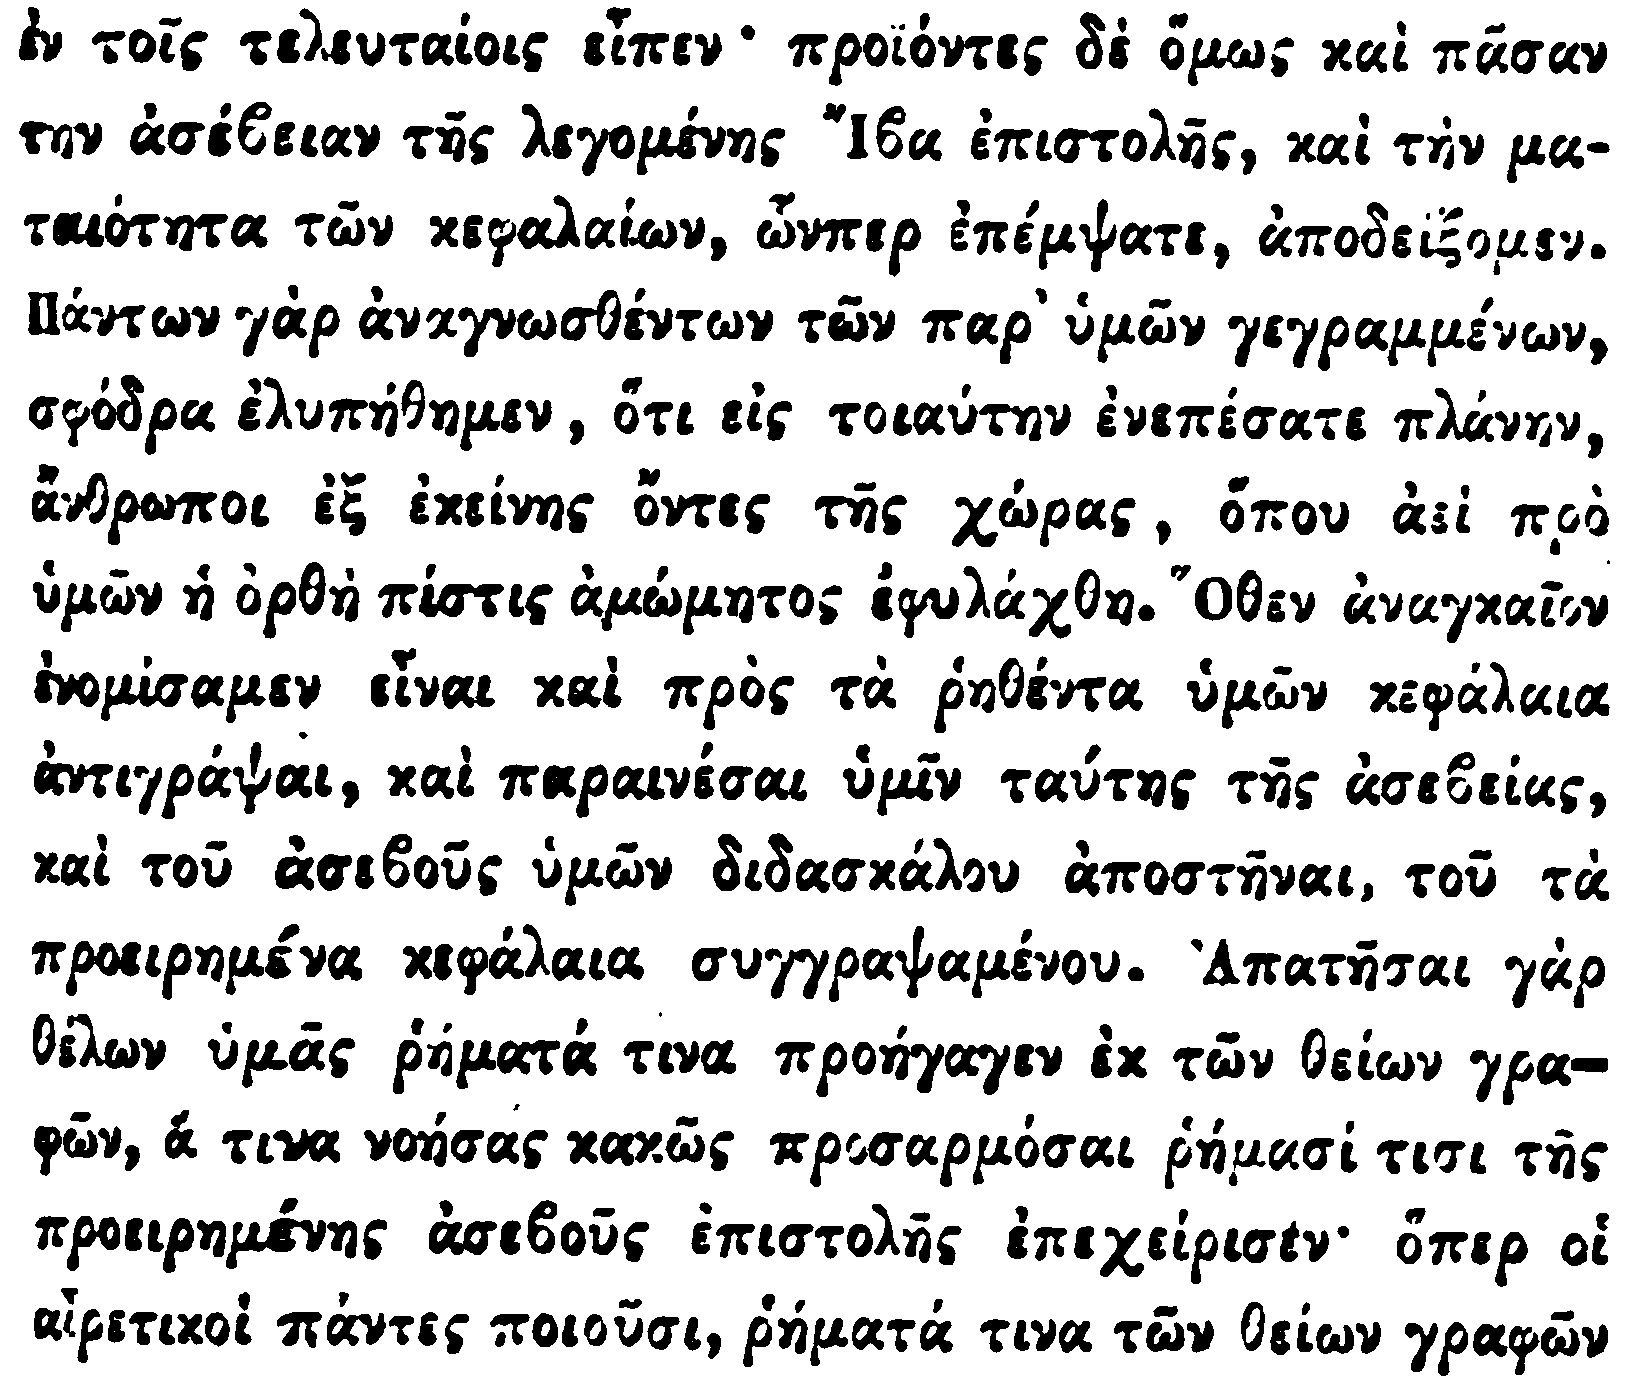 ἐν τοῖς τελευταίοις εἶπεν · προϊόντες δὲ ὅμως καὶ πᾶσαν
την ἀσέβειαν τῆς λεγομένης Ἴβα ἐπιστολῆς, καὶ τὴν μα-
ταιότητα τῶν κεφαλαίων, ὧνπερ ἐπέμψατε, ἀποδείξομεν.
Πάντων γὰρ ἀναγνωσθέντων τῶν παρ' ὑμῶν γεγραμμένων,
σφόδρα ἐλυπήθημεν, ὅτι εἰς τοιαύτην ἐνεπέσατε πλάνην,
ἄνθρωποι ἐξ ἐκείνης ὄντες τῆς χώρας, ὅπου ἀεὶ πρὸ
ὑμῶν ἡ ὀρθὴ πίστις ἀμώμητος ἐφυλάχθη. Ὅθεν ἀναγκαῖον
ἐνομίσαμεν εἶναι καὶ πρὸς τὰ ῥηθέντα ὑμῶν κεφάλαια
ἀντιγράψαι, καὶ παραινέσαι ὑμῖν ταύτης τῆς ἀσεβείας,
καὶ τοῦ ἀσεβοῦς ὑμῶν διδασκάλου ἀποστῆναι, τοῦ τὰ
προειρημένα κεφάλαια συγγραψαμένου. Ἀπατῆσαι γὰρ
θέλων ὑμᾶς ῥήματά τινα προήγαγεν ἐκ τῶν θείων γρα-
φῶν, ἅ τινα νοήσας κακῶς προσαρμόσαι ῥήμασί τισι τῆς
προειρημένης ἀσεβοῦς ἐπιστολῆς ἐπεχείρισεν· ὅπερ οἱ
αἱρετικοὶ πάντες ποιοῦσι, ῥήματά τινα τῶν θείων γραφῶν